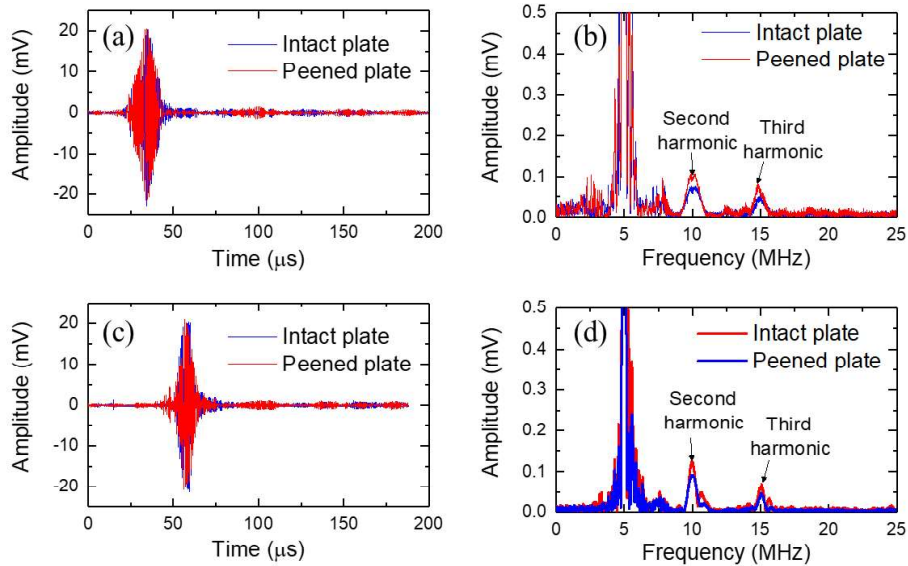 (a)
Intact plate
Peened plate
Amplitude (mV)
20
10
0
-10
-20
0 50 100 150 200
Time (μs)
(b)
Intact plate
Peened plate
Second
harmonic
Third
harmonic
Amplitude (mV)
0.5
0.4
0.3
0.2
0.1
0.0
0 5 10 15 20 25
Frequency (MHz)
(c)
Intact plate
Peened plate
Amplitude (mV)
20
10
0
-10
-20
0 50 100 150 200
Time (μs)
(d)
Intact plate
Peened plate
Second
harmonic
Third
harmonic
Amplitude (mV)
0.5
0.4
0.3
0.2
0.1
0.0
0 5 10 15 20 25
Frequency (MHz)